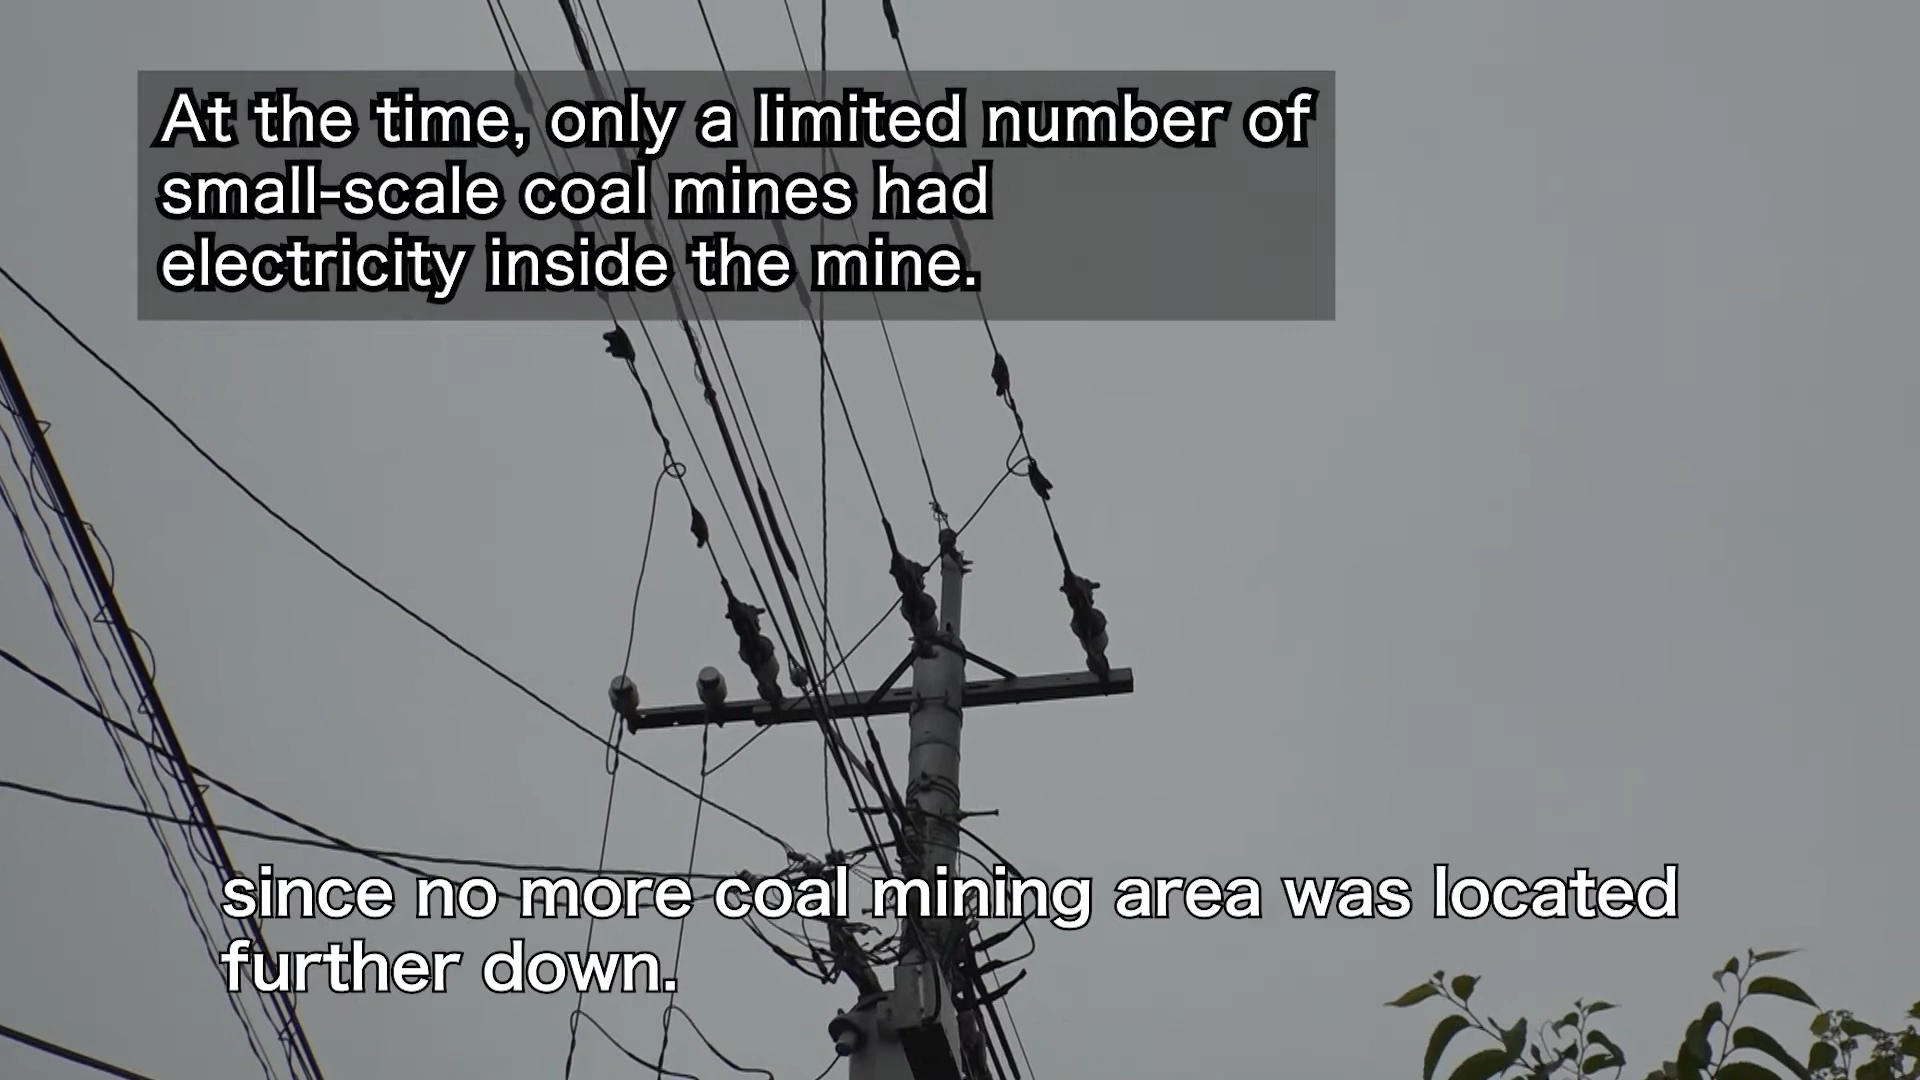 At the time, only a limited number of
small-scale coal mines had
electricity inside the mine.
since no more coal mining area was located
further down.